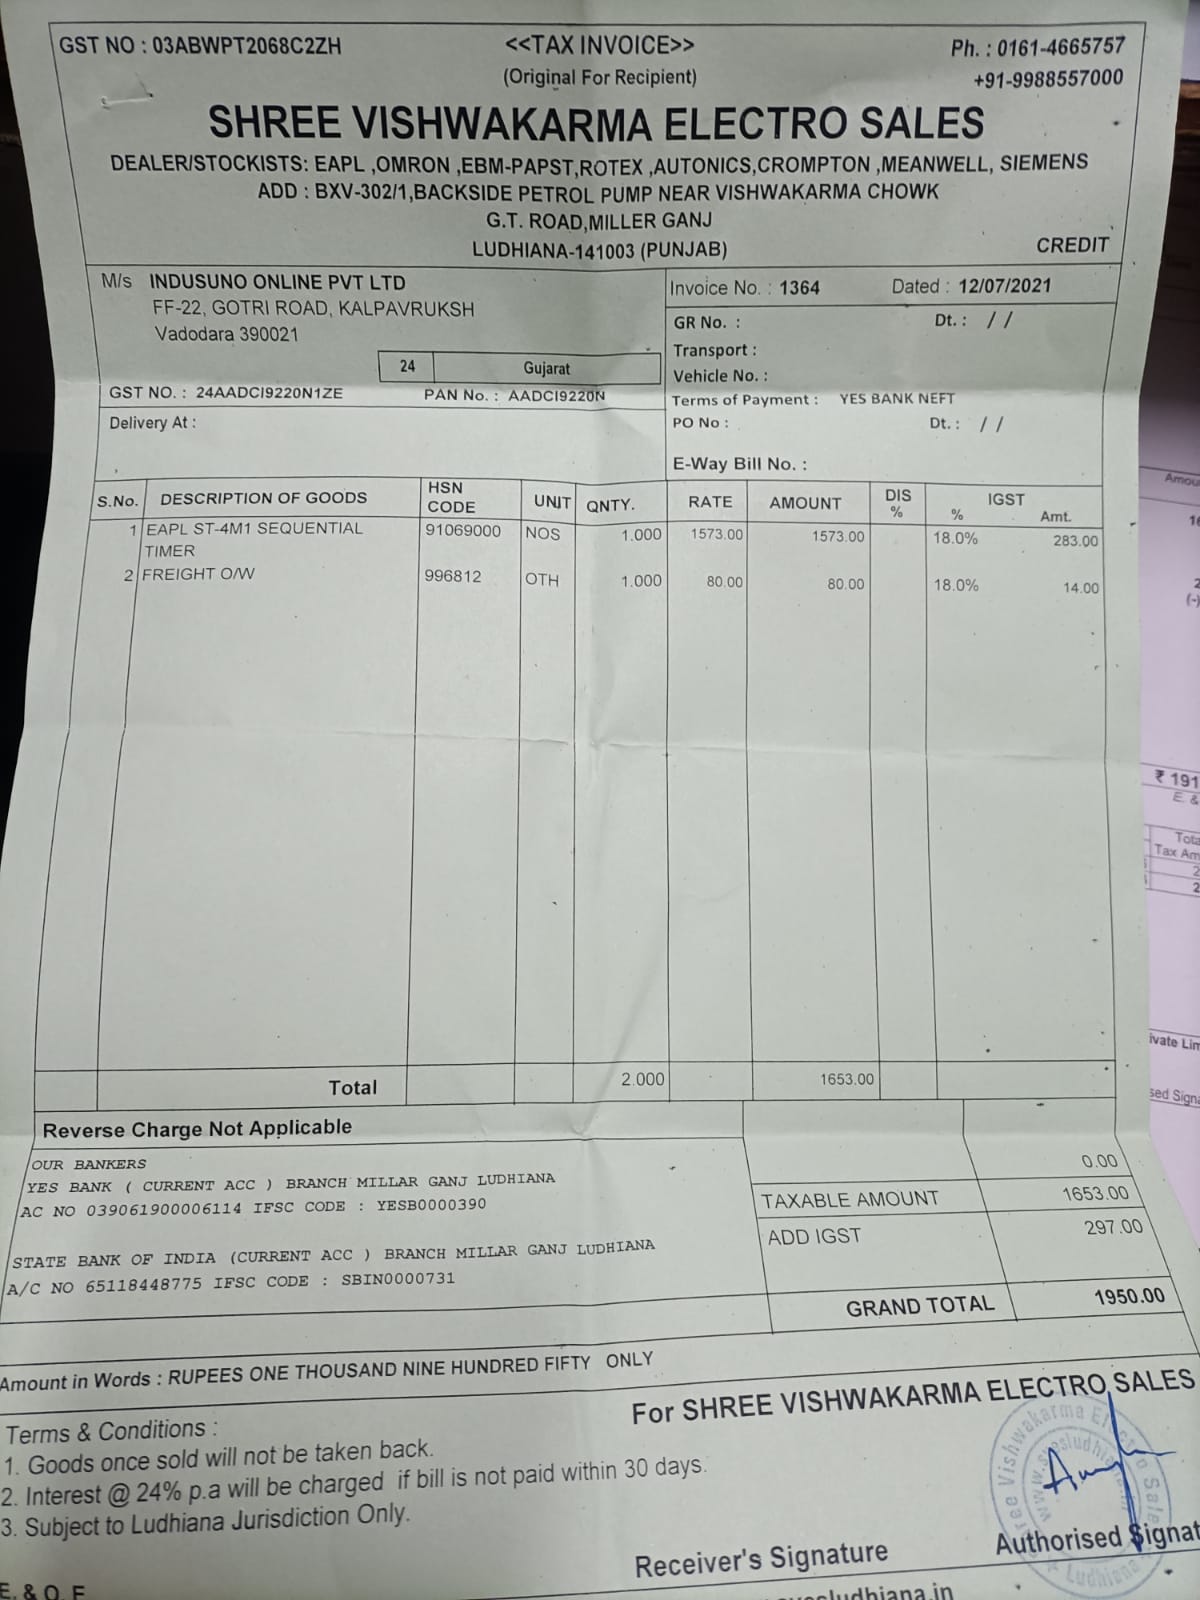 GST NO : 03ABWPT2068C2ZH
<<TAX INVOICE>>
Ph. : 0161-4665757
(Original For Recipient)
+91-9988557000
SHREE VISHWAKARMA ELECTRO SALES
DEALER/STOCKISTS: EAPL ,OMRON ,EBM-PAPST,ROTEX ,AUTONICS,CROMPTON ,MEANWELL, SIEMENS
ADD : BXV-302/1,BACKSIDE PETROL PUMP NEAR VISHWAKARMA CHOWK
G.T. ROAD,MILLER GANJ
LUDHIANA-141003 (PUNJAB)
CREDIT
M/s INDUSUNO ONLINE PVT LTD
FF-22, GOTRI ROAD, KALPAVRUKSH
Vadodara 390021
24 Gujarat
GST NO. : 24AADCI9220N1ZE PAN No. : AADCI9220N
Delivery At :
Invoice No. : 1364 Dated : 12/07/2021
GR No. : Dt. : / /
Transport :
Vehicle No. :
Terms of Payment : YES BANK NEFT
PO No : Dt. : / /
E-Way Bill No. :
S.No. DESCRIPTION OF GOODS HSN CODE UNIT QNTY. RATE AMOUNT DIS % IGST % Amt.
1 EAPL ST-4M1 SEQUENTIAL 91069000 NOS 1.000 1573.00 1573.00 18.0% 283.00
TIMER
2 FREIGHT O/W 996812 OTH 1.000 80.00 80.00 18.0% 14.00
Total 2.000 1653.00
Reverse Charge Not Applicable
OUR BANKERS
YES BANK ( CURRENT ACC ) BRANCH MILLAR GANJ LUDHIANA
AC NO 039061900006114 IFSC CODE : YESB0000390
STATE BANK OF INDIA (CURRENT ACC ) BRANCH MILLAR GANJ LUDHIANA
A/C NO 65118448775 IFSC CODE : SBIN0000731
0.00
TAXABLE AMOUNT 1653.00
ADD IGST 297.00
GRAND TOTAL 1950.00
Amount in Words : RUPEES ONE THOUSAND NINE HUNDRED FIFTY ONLY
For SHREE VISHWAKARMA ELECTRO SALES
Terms & Conditions :
1. Goods once sold will not be taken back.
2. Interest @ 24% p.a will be charged if bill is not paid within 30 days.
3. Subject to Ludhiana Jurisdiction Only.
Receiver's Signature
Authorised Signat
E. & O. E
ludhiana.in
Vishwakarma Electro Sales
Ludhiana
Amou
₹ 191
E. &
Tota
Tax Am
ivate Lim
sed Signa